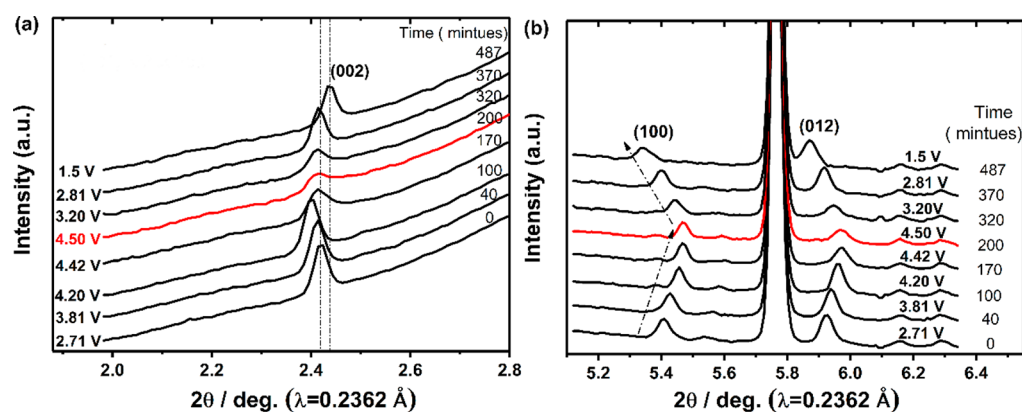 (a)
Time ( mintues)
487
370
320
200
170
100
40
0
(002)
1.5 V
2.81 V
3.20 V
4.50 V
4.42 V
4.20 V
3.81 V
2.71 V
Intensity (a.u.)
2.0 2.2 2.4 2.6 2.8
2θ / deg. (λ=0.2362 Å)
(b)
(100)
(012)
Time
( mintues)
1.5 V 487
2.81 V 370
3.20V 320
4.50 V 200
4.42 V 170
4.20 V 100
3.81 V 40
2.71 V 0
Intensity (a.u.)
5.2 5.4 5.6 5.8 6.0 6.2 6.4
2θ / deg. (λ=0.2362 Å)